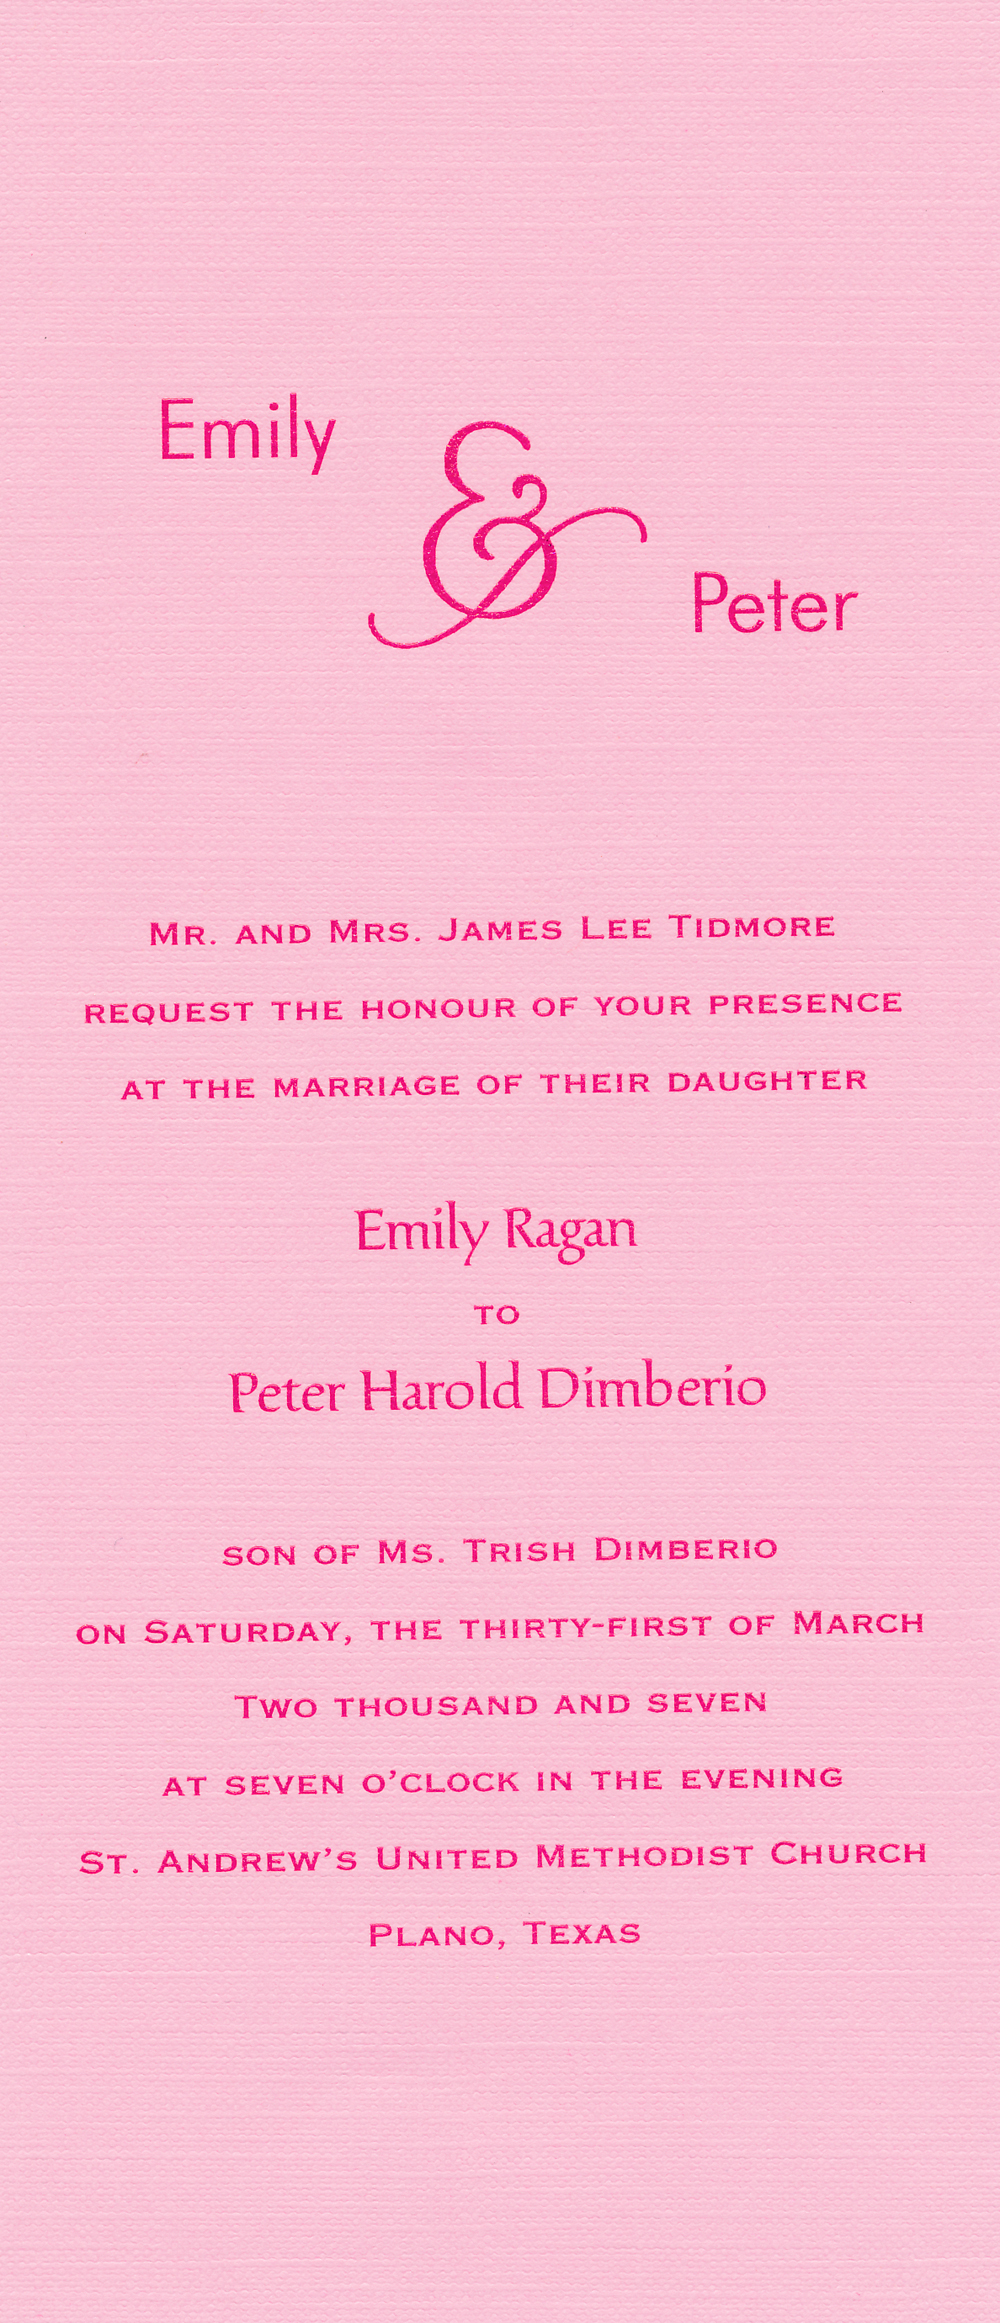 Emily
&
Peter
Mr. and Mrs. James Lee Tidmore
request the honour of your presence
at the marriage of their daughter
Emily Ragan
to
Peter Harold Dimberio
son of Ms. Trish Dimberio
on Saturday, the thirty-first of March
Two thousand and seven
at seven o’clock in the evening
St. Andrew’s United Methodist Church
Plano, Texas